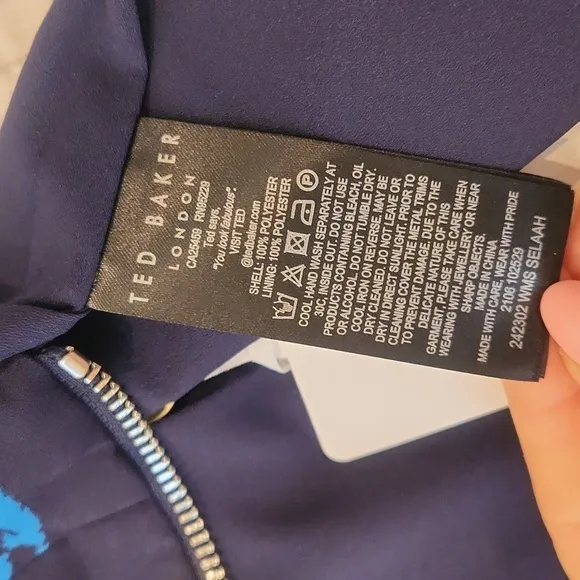 TED BAKER
LONDON
CA25459 RN95229
Ted says,
"You look fabulous".
VISIT TED
@tedbaker.com
SHELL: 100% POLYESTER
LINING: 100% POLYESTER
P
COOL HAND WASH SEPARATELY AT
30C, INSIDE OUT. DO NOT USE
PRODUCTS CONTAINING BLEACH, OIL
OR ALCOHOL. DO NOT TUMBLE DRY.
COOL IRON ON REVERSE. MAY BE
DRY CLEANED. DO NOT LEAVE OR
DRY IN DIRECT SUNLIGHT. PRIOR TO
CLEANING COVER THE METAL TRIMS
TO PREVENT DAMAGE. DUE TO THE
DELICATE NATURE OF THIS
GARMENT, PLEASE TAKE CARE WHEN
WEARING WITH JEWELLERY OR NEAR
SHARP OBJECTS.
MADE IN CHINA
MADE WITH CARE, WEAR WITH PRIDE
2100 102529
242302 WMS SELAAH